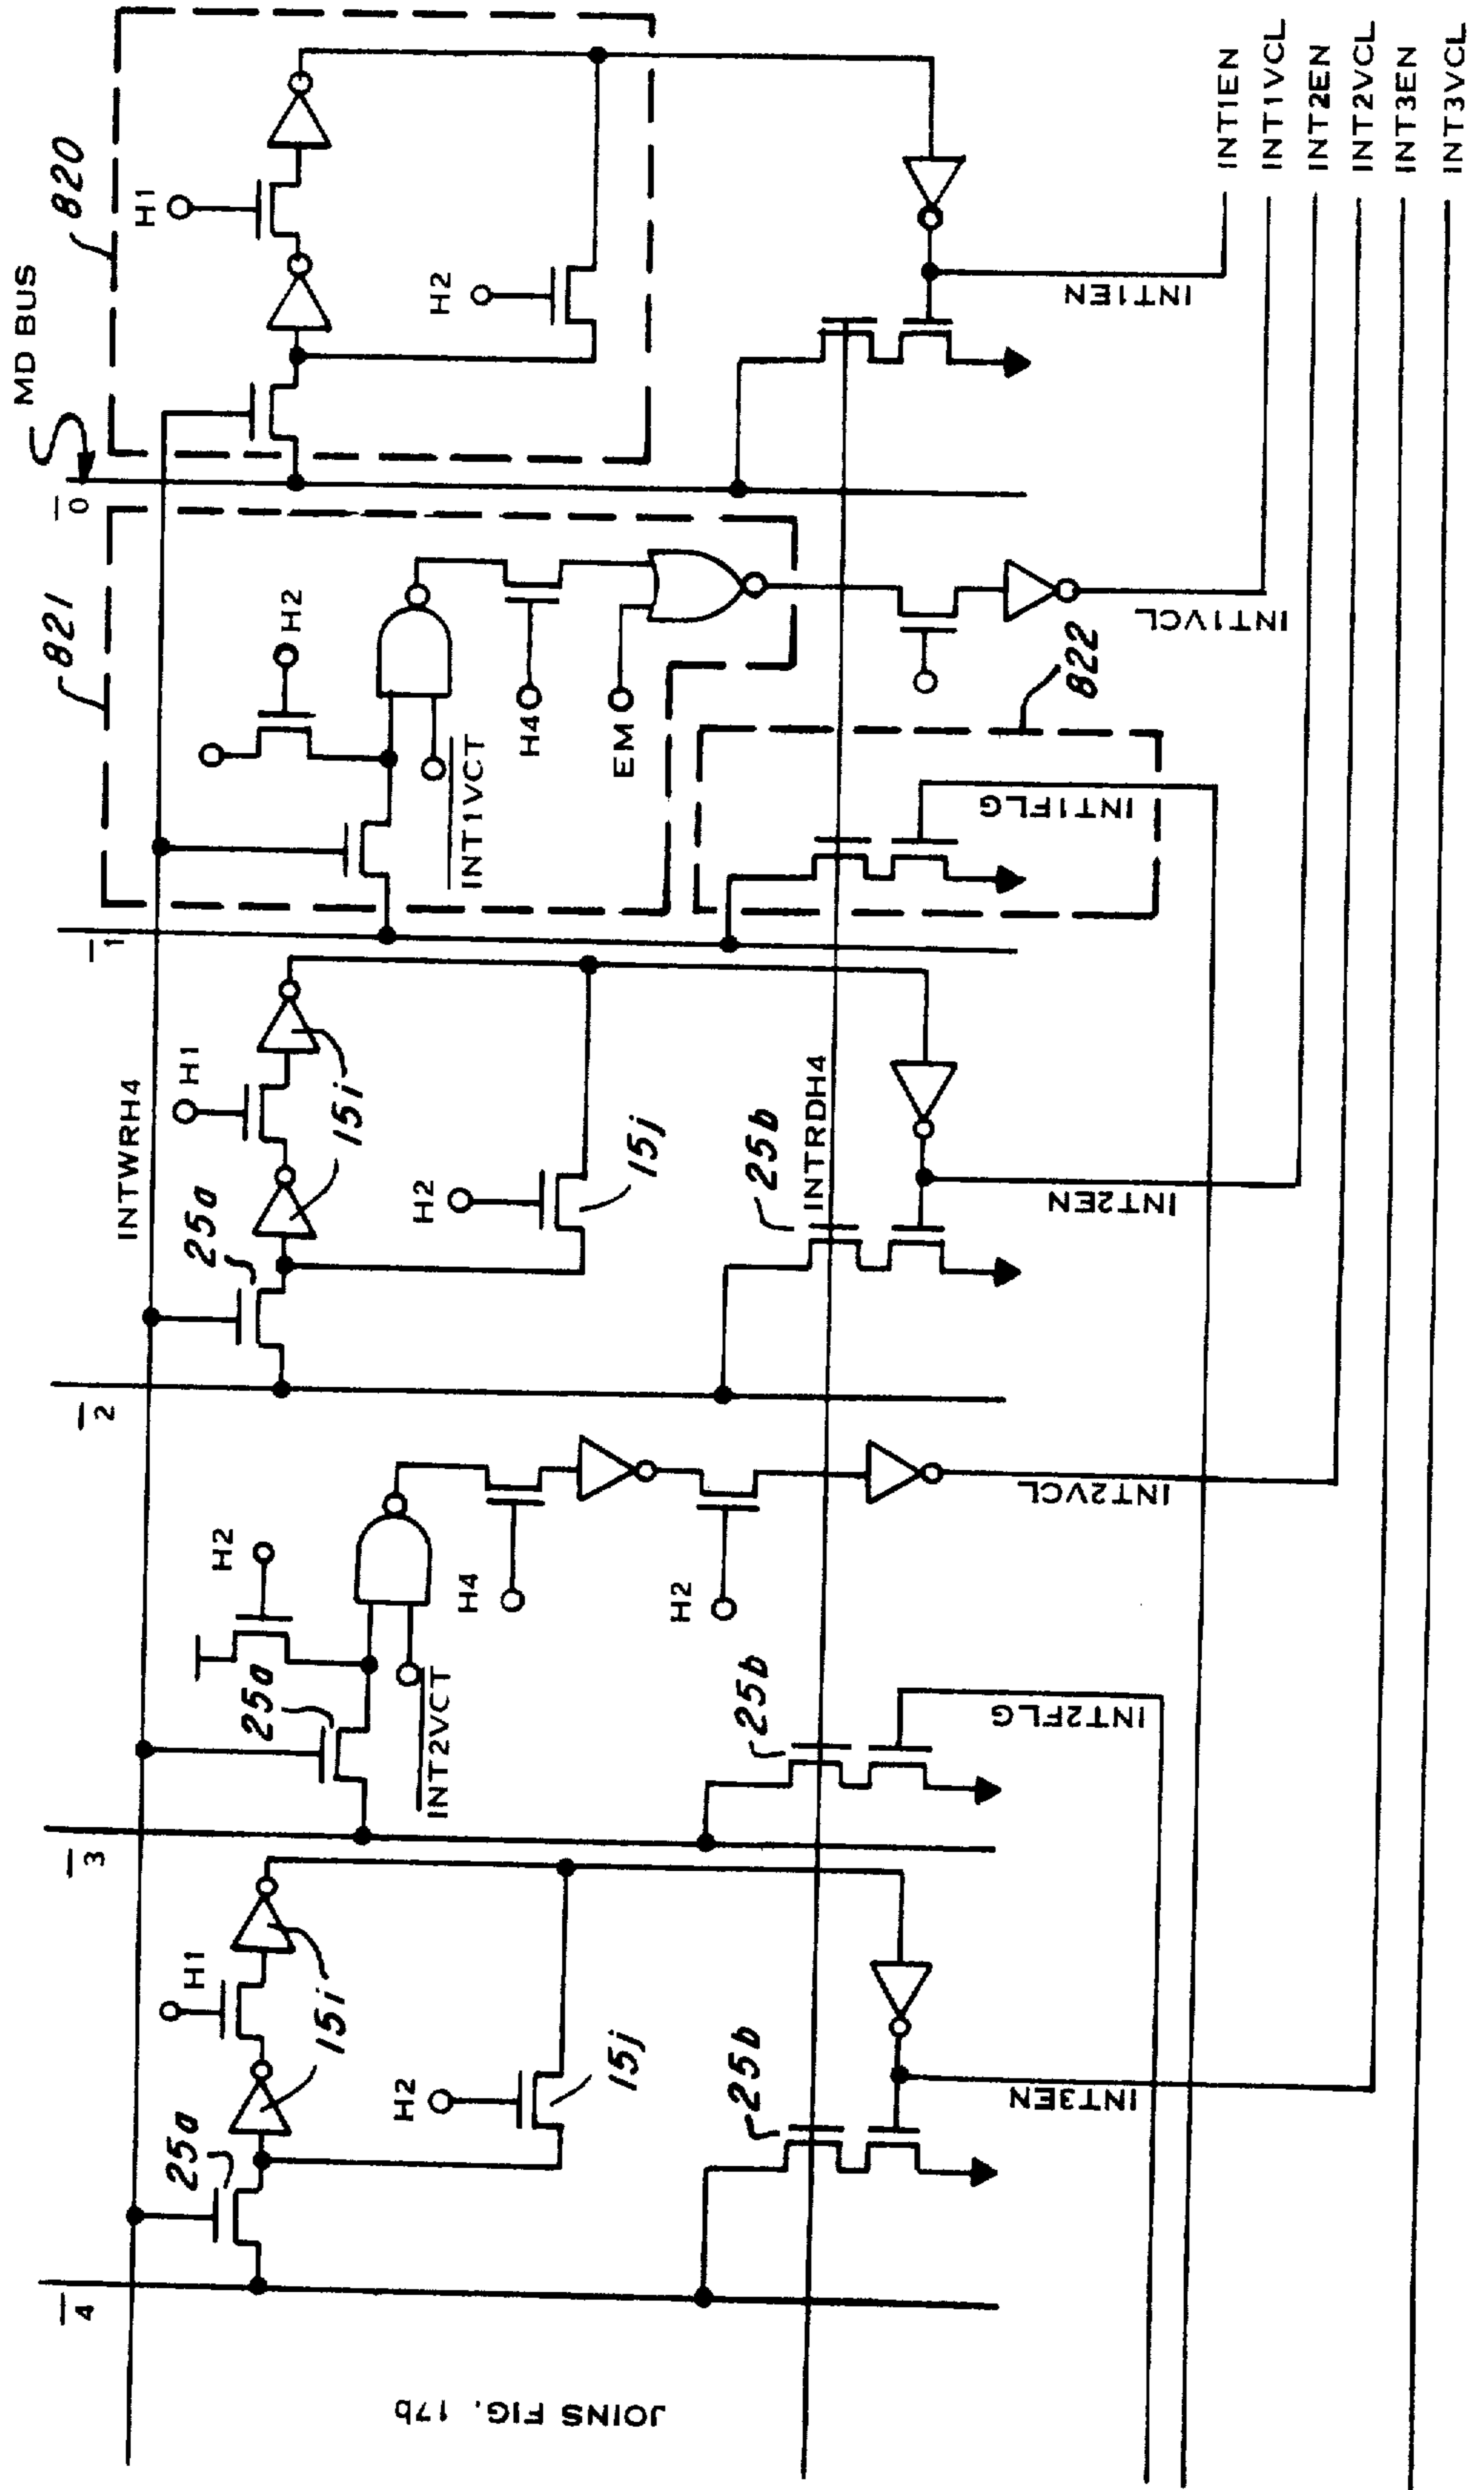 MD BUS
820
821
822
0
1
2
3
4
INTWRH4
INTRDH4
H1
H2
INT1EN
H2
INT1VCT
H4
EM
INT1VCL
INT1FLG
25a
H1
15i
H2
15j
25b
INT2EN
H2
25a
INT2VCT
H4
H2
INT2VCL
25b
INT2FLG
25a
H1
15i
H2
15j
25b
INT3EN
INT1EN
INT1VCL
INT2EN
INT2VCL
INT3EN
INT3VCL
JOINS FIG. 17b